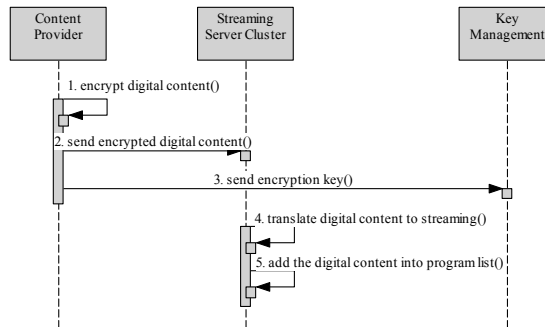 Content
Provider
Streaming
Server Cluster
Key
Management
1. encrypt digital content()
2. send encrypted digital content()
3. send encryption key()
4. translate digital content to streaming()
5. add the digital content into program list()